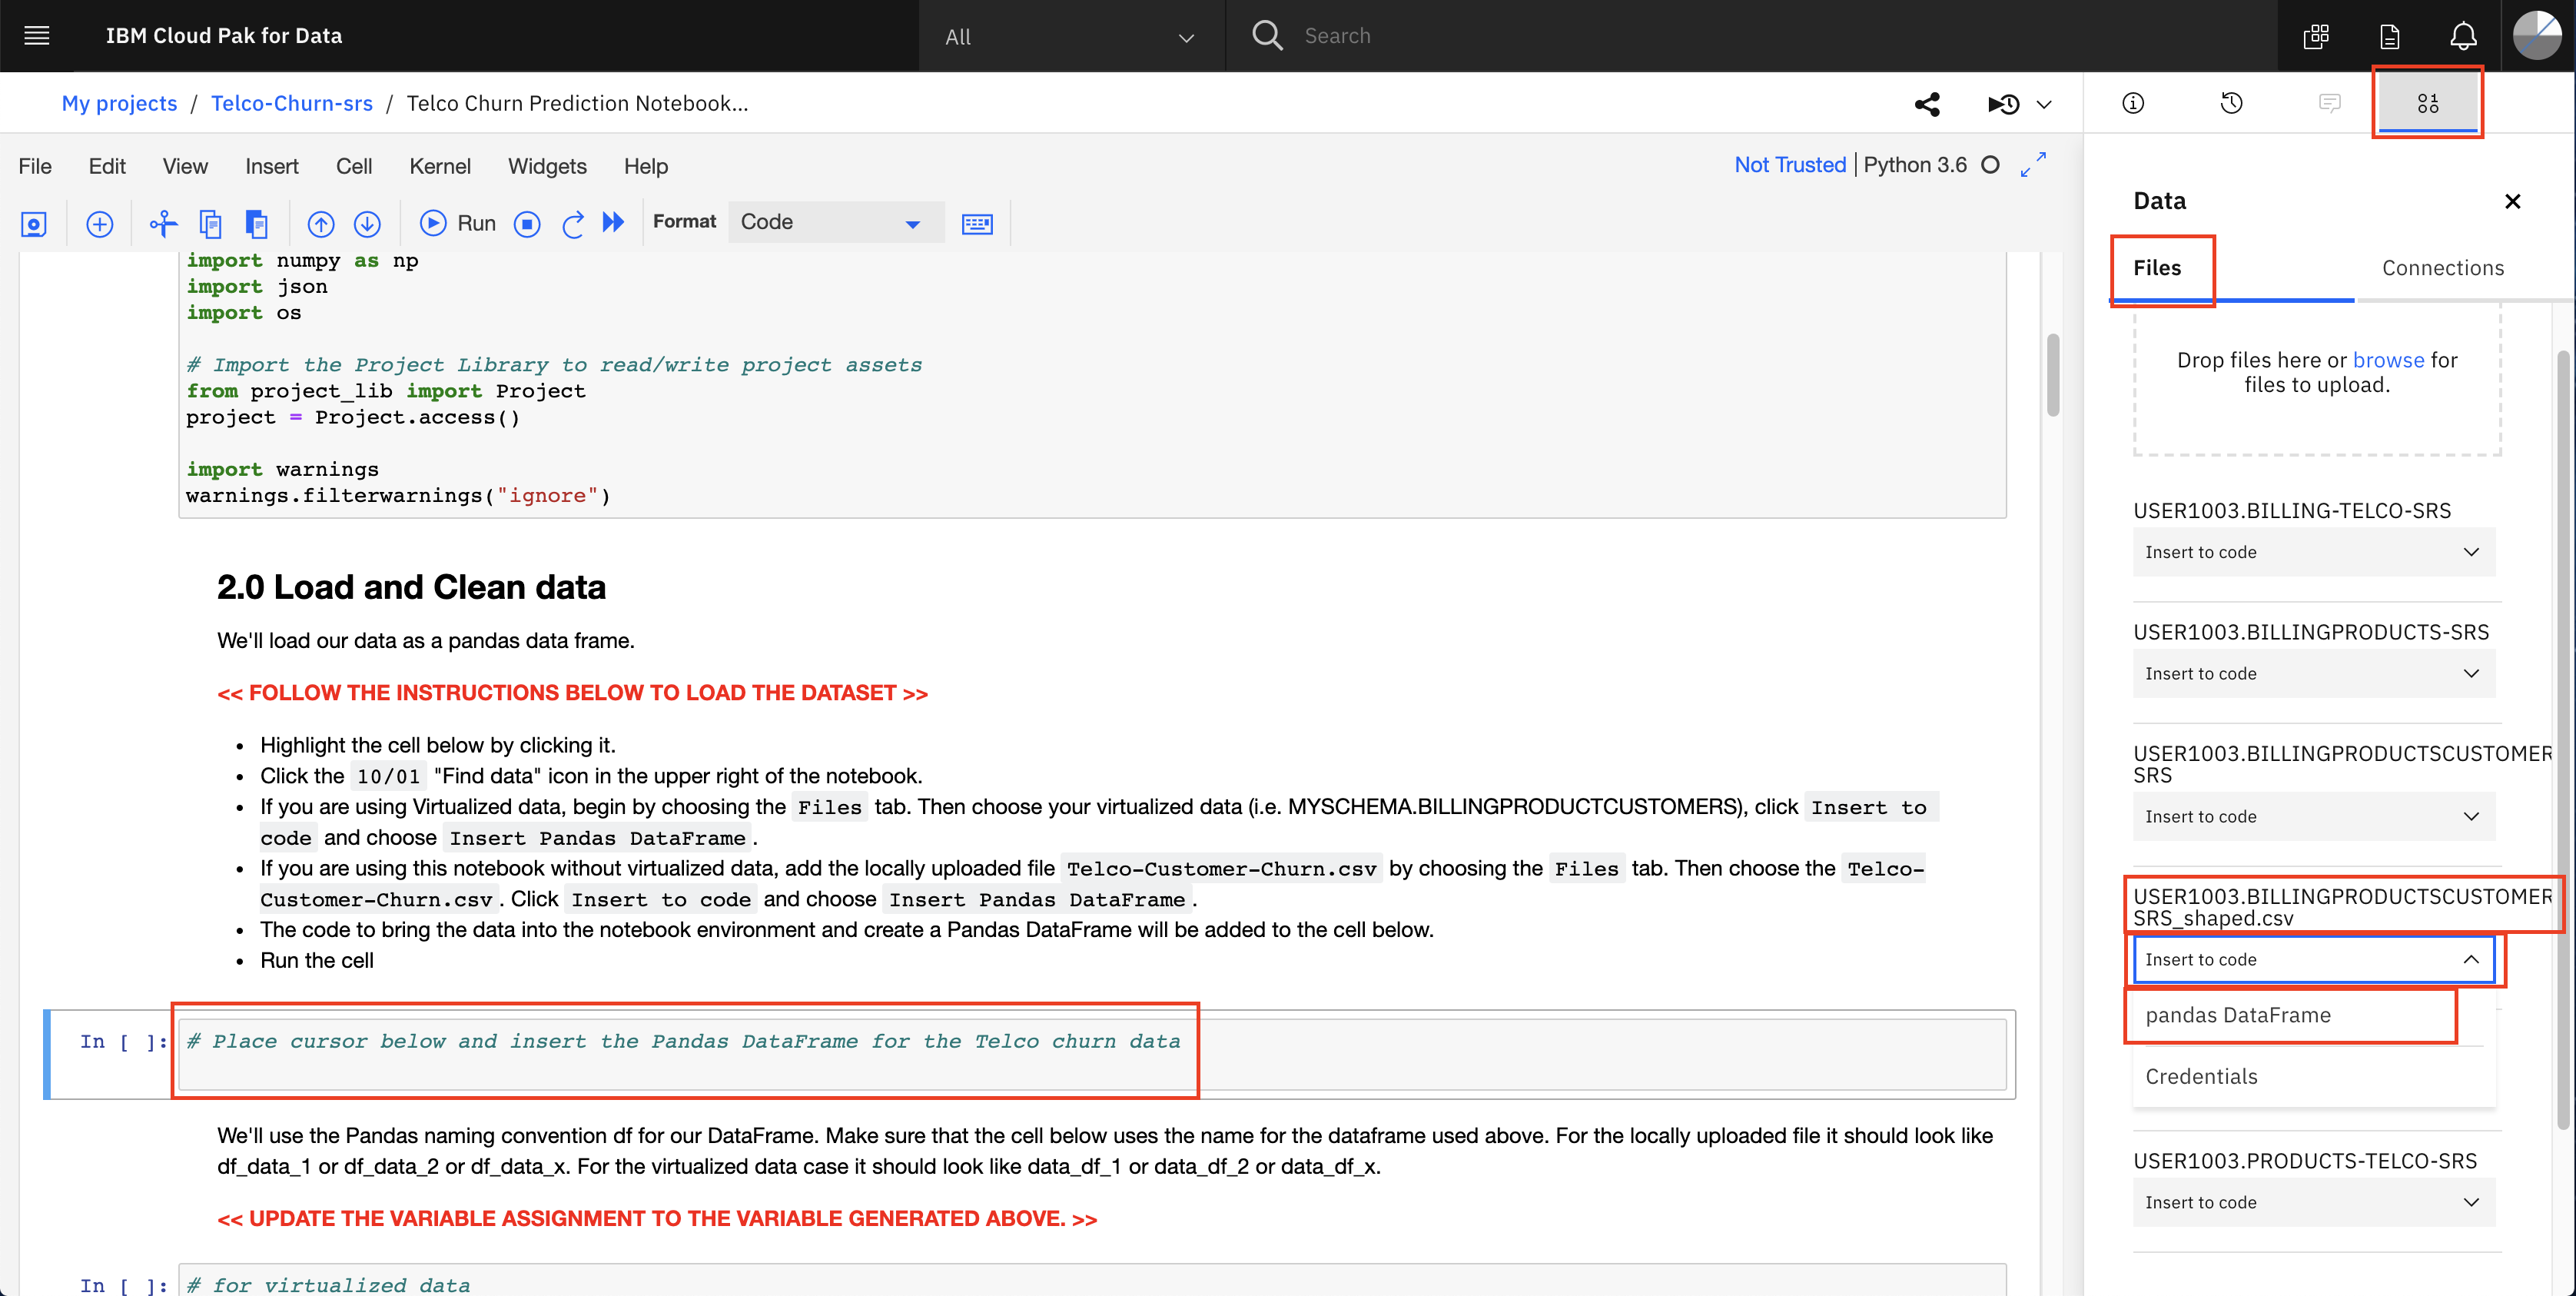 IBM Cloud Pak for Data
All
Search
My projects / Telco-Churn-srs / Telco Churn Prediction Notebook...
File Edit View Insert Cell Kernel Widgets Help
Not Trusted | Python 3.6
Run
Format
Code
import numpy as np
import json
import os
# Import the Project Library to read/write project assets
from project_lib import Project
project = Project.access()
import warnings
warnings.filterwarnings("ignore")
2.0 Load and Clean data
We'll load our data as a pandas data frame.
<< FOLLOW THE INSTRUCTIONS BELOW TO LOAD THE DATASET >>
• Highlight the cell below by clicking it.
• Click the 10/01 "Find data" icon in the upper right of the notebook.
• If you are using Virtualized data, begin by choosing the Files tab. Then choose your virtualized data (i.e. MYSCHEMA.BILLINGPRODUCTCUSTOMERS), click Insert to
code and choose Insert Pandas DataFrame.
• If you are using this notebook without virtualized data, add the locally uploaded file Telco-Customer-Churn.csv by choosing the Files tab. Then choose the Telco-
Customer-Churn.csv. Click Insert to code and choose Insert Pandas DataFrame.
• The code to bring the data into the notebook environment and create a Pandas DataFrame will be added to the cell below.
• Run the cell
In [ ]: # Place cursor below and insert the Pandas DataFrame for the Telco churn data
We'll use the Pandas naming convention df for our DataFrame. Make sure that the cell below uses the name for the dataframe used above. For the locally uploaded file it should look like
df_data_1 or df_data_2 or df_data_x. For the virtualized data case it should look like data_df_1 or data_df_2 or data_df_x.
<< UPDATE THE VARIABLE ASSIGNMENT TO THE VARIABLE GENERATED ABOVE. >>
In [ ]: # for virtualized data
Data
Files
Connections
Drop files here or browse for
files to upload.
USER1003.BILLING-TELCO-SRS
Insert to code
USER1003.BILLINGPRODUCTS-SRS
Insert to code
USER1003.BILLINGPRODUCTSCUSTOMER
SRS
Insert to code
USER1003.BILLINGPRODUCTSCUSTOMER
SRS_shaped.csv
Insert to code
pandas DataFrame
Credentials
USER1003.PRODUCTS-TELCO-SRS
Insert to code